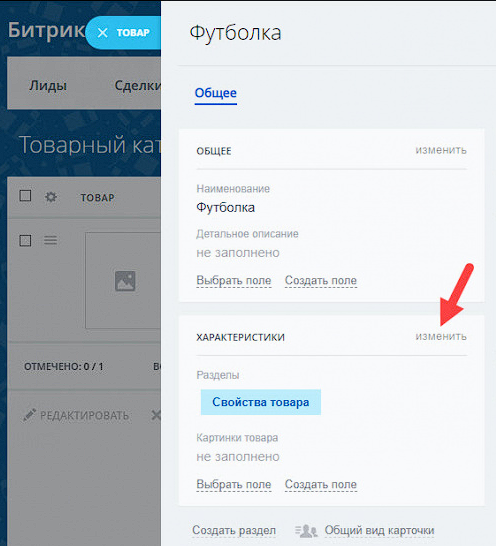 Битрик
ТОВАР
Футболка
Лиды Сделки
Общее
Товарный кат
ОБЩЕЕ изменить
ТОВАР
Наименование
Футболка
Детальное описание
не заполнено
Выбрать поле Создать поле
ХАРАКТЕРИСТИКИ изменить
ОТМЕЧЕНО: 0 / 1
Разделы
Свойства товара
РЕДАКТИРОВАТЬ
Картинки товара
не заполнено
Выбрать поле Создать поле
Создать раздел Общий вид карточки